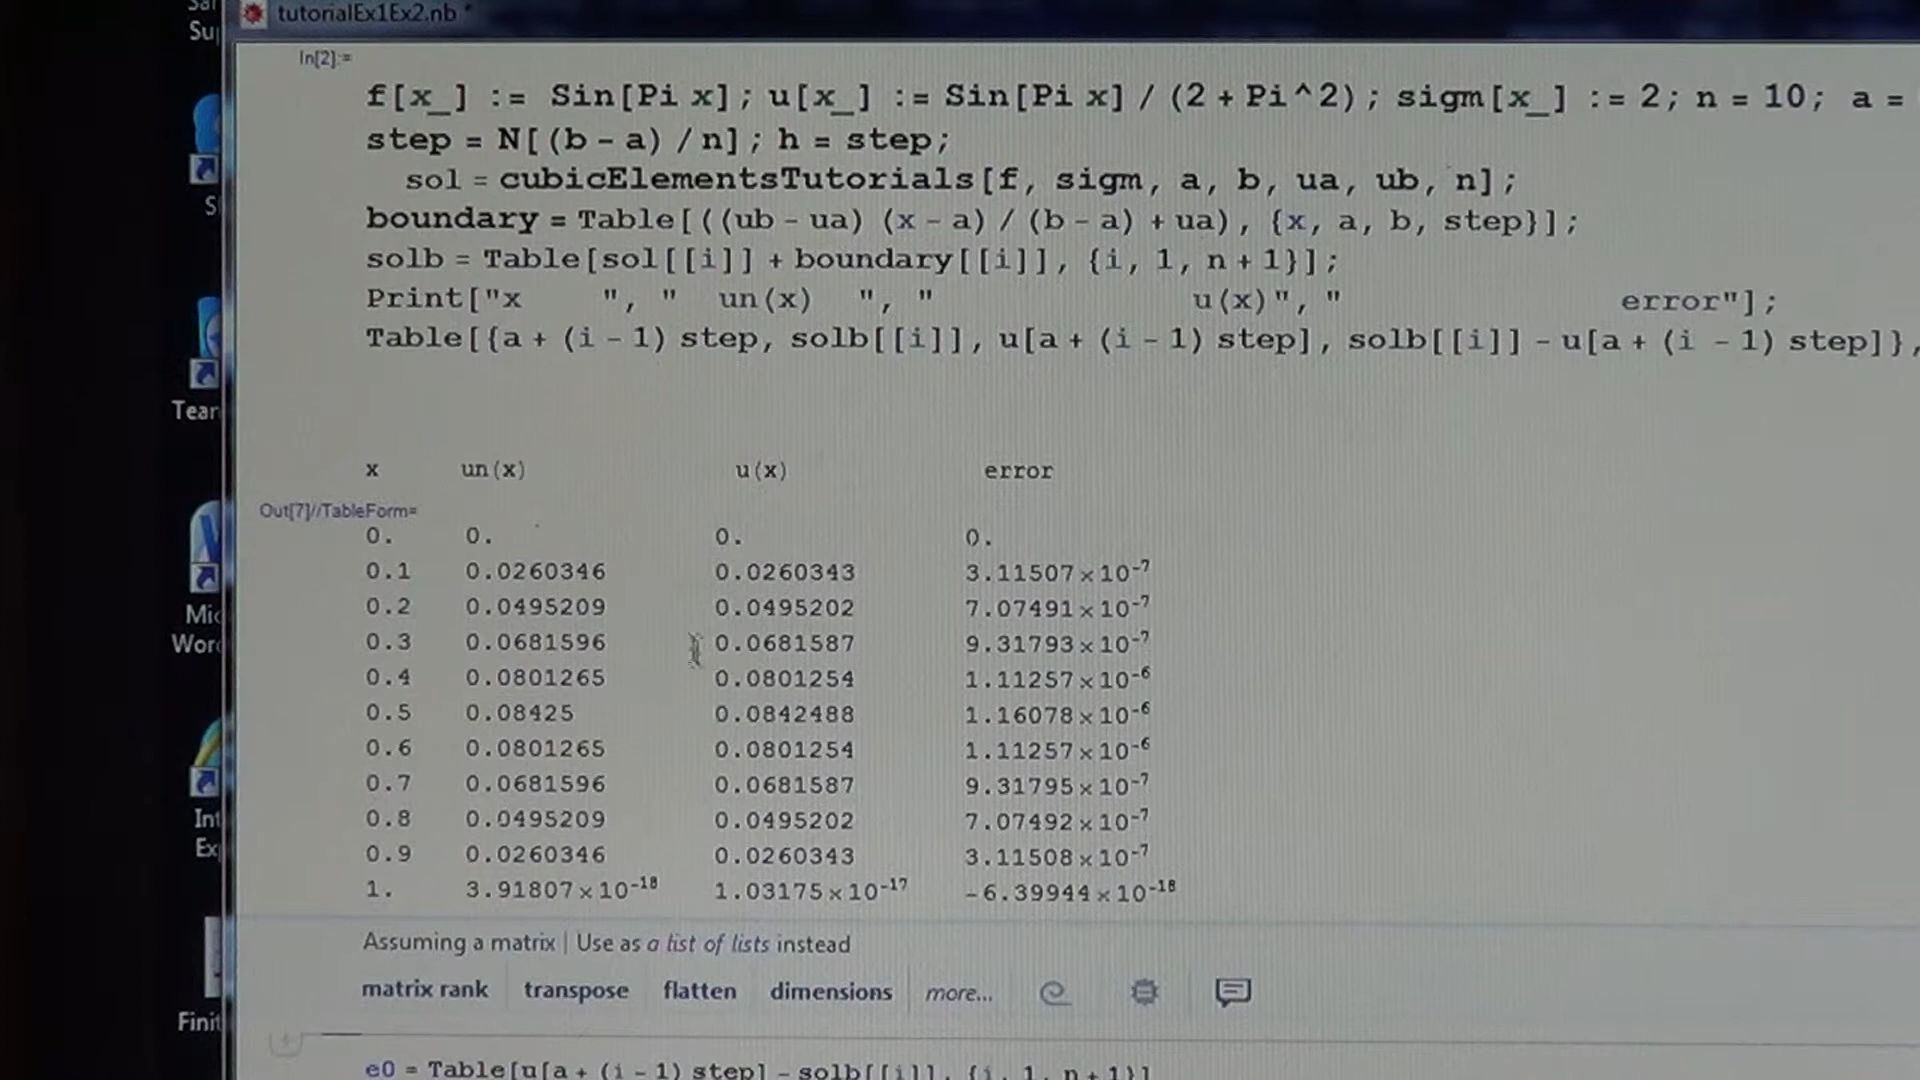 Su
tutorialEx1Ex2.nb *
In[2]:=
f[x_] := Sin[Pi x]; u[x_] := Sin[Pi x] / (2 + Pi^2); sigm[x_] := 2; n = 10; a =
step = N[(b - a) / n]; h = step;
sol = cubicElementsTutorials[f, sigm, a, b, ua, ub, n];
boundary = Table[((ub - ua) (x - a) / (b - a) + ua), {x, a, b, step}];
solb = Table[sol[[i]] + boundary[[i]], {i, 1, n + 1}];
Print["x ", " un(x) ", " u(x)", " error"];
Table[{a + (i - 1) step, solb[[i]], u[a + (i - 1) step], solb[[i]] - u[a + (i - 1) step]},
S
Tear
Mic
Word
Int
Ex
Finit
x un(x) u(x) error
Out[7]//TableForm=
0. 0. 0. 0.
0.1 0.0260346 0.0260343 3.11507×10⁻⁷
0.2 0.0495209 0.0495202 7.07491×10⁻⁷
0.3 0.0681596 0.0681587 9.31793×10⁻⁷
0.4 0.0801265 0.0801254 1.11257×10⁻⁶
0.5 0.08425 0.0842488 1.16078×10⁻⁶
0.6 0.0801265 0.0801254 1.11257×10⁻⁶
0.7 0.0681596 0.0681587 9.31795×10⁻⁷
0.8 0.0495209 0.0495202 7.07492×10⁻⁷
0.9 0.0260346 0.0260343 3.11508×10⁻⁷
1. 3.91807×10⁻¹⁸ 1.03175×10⁻¹⁷ -6.39944×10⁻¹⁸
Assuming a matrix | Use as a list of lists instead
matrix rank transpose flatten dimensions more...
e0 = Table[u[a + (i - 1) step] - solb[[i]], {i, 1, n + 1}]